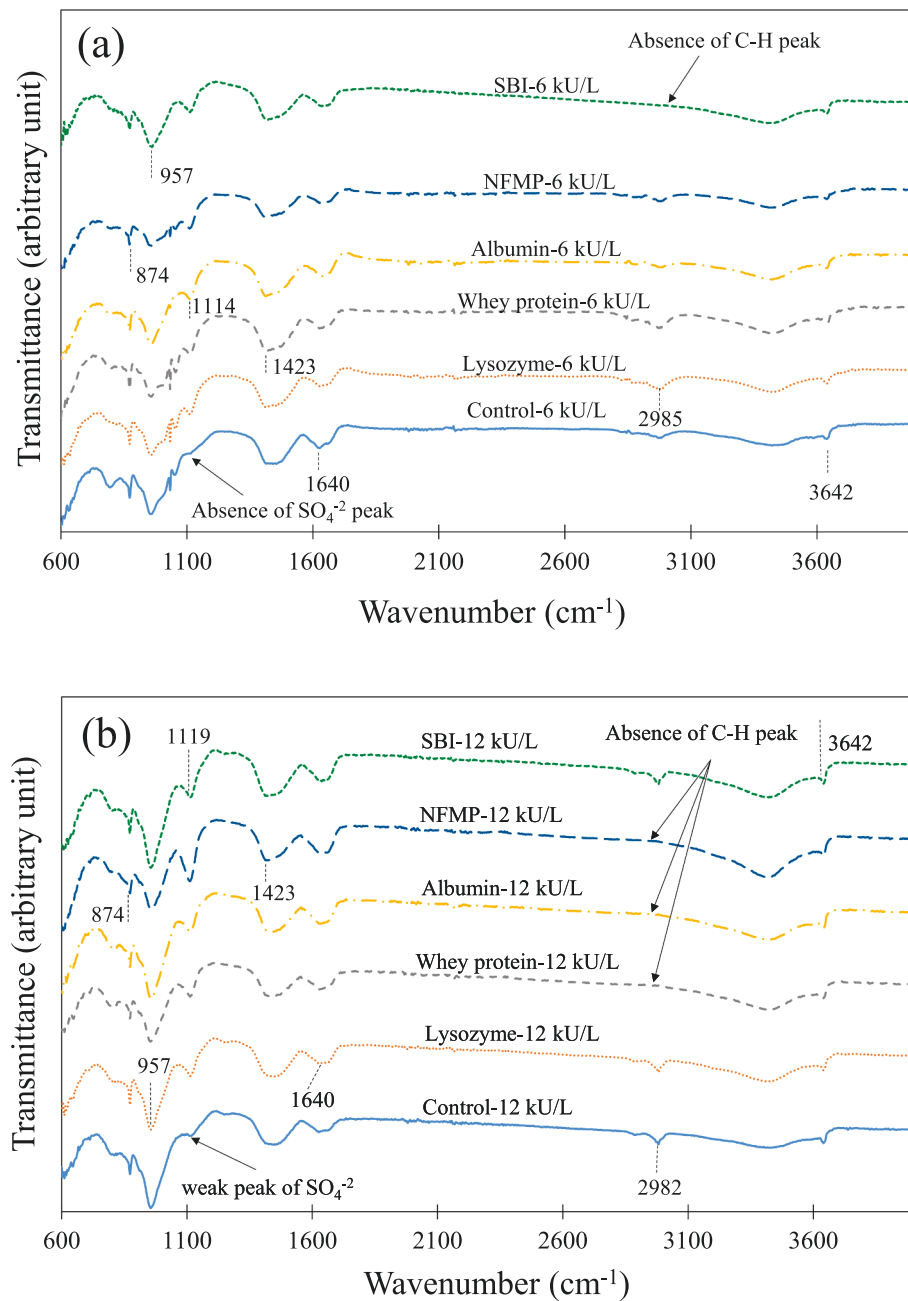 (a)
Absence of C-H peak
SBI-6 kU/L
957
NFMP-6 kU/L
874
Albumin-6 kU/L
1114
Whey protein-6 kU/L
1423
Lysozyme-6 kU/L
2985
Control-6 kU/L
1640
3642
Absence of SO₄⁻² peak
Transmittance (arbitrary unit)
600 1100 1600 2100 2600 3100 3600
Wavenumber (cm⁻¹)
(b)
1119
Absence of C-H peak
3642
SBI-12 kU/L
NFMP-12 kU/L
1423
874
Albumin-12 kU/L
Whey protein-12 kU/L
957
Lysozyme-12 kU/L
1640
Control-12 kU/L
weak peak of SO₄⁻²
2982
Transmittance (arbitrary unit)
600 1100 1600 2100 2600 3100 3600
Wavenumber (cm⁻¹)